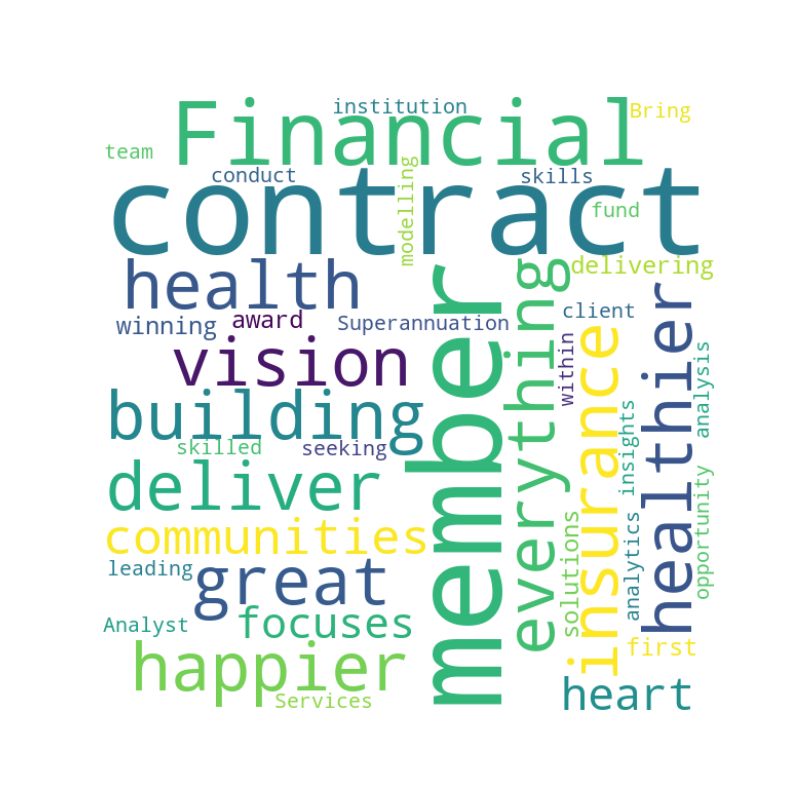 institution
Bring
Financial
team
conduct
modelling
skills
contract
fund
health
delivering
member
everything
winning
award
Superannuation
client
healthier
vision
within
insurance
analysis
building
skilled
seeking
insights
deliver
communities
solutions
analytics
opportunity
leading
great
Analyst
focuses
happier
first
Services
heart